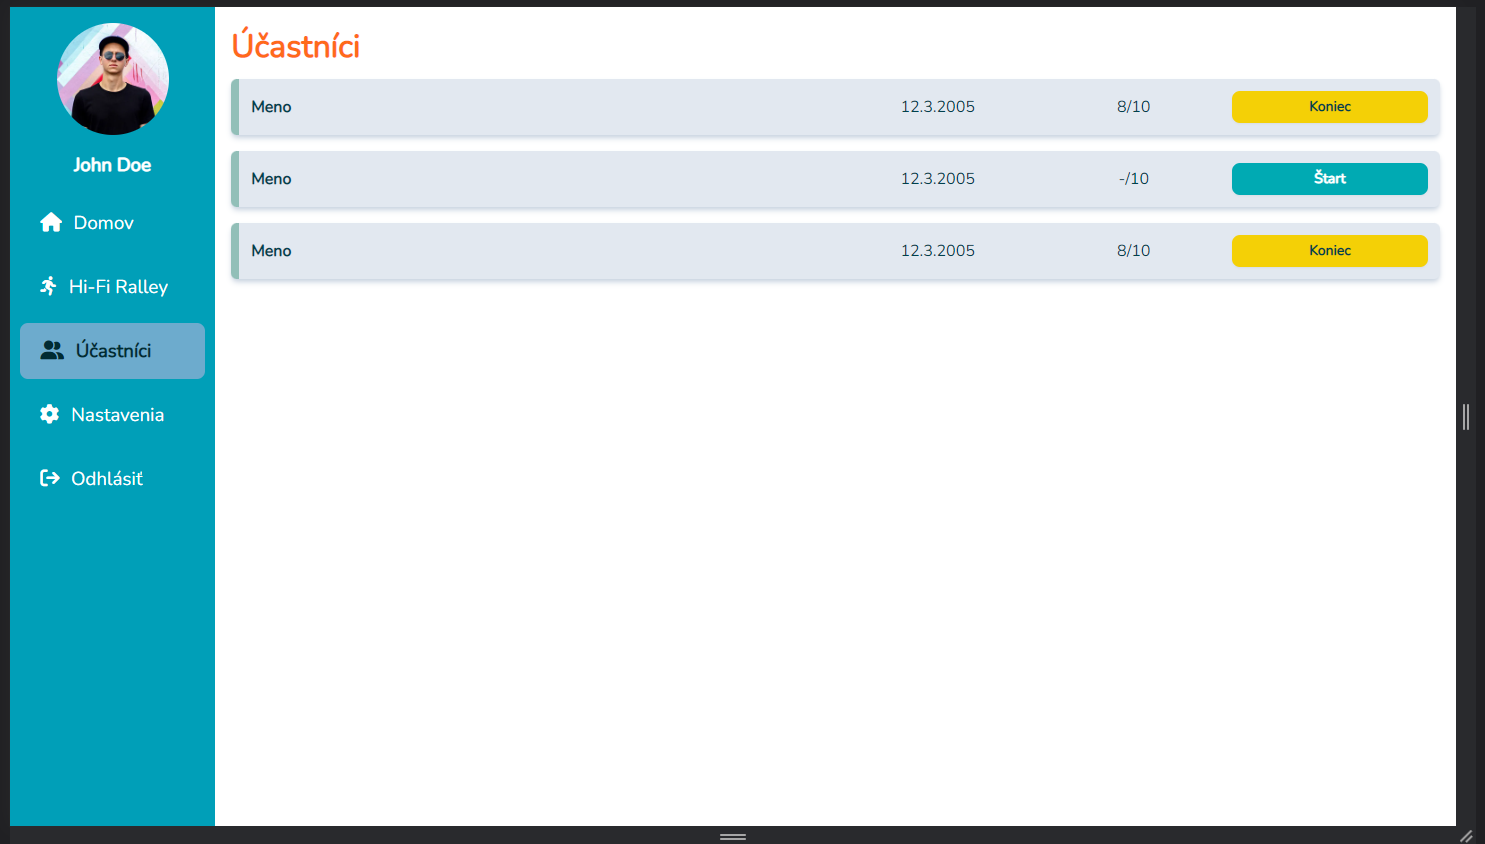 John Doe
Domov
Hi-Fi Ralley
Účastníci
Nastavenia
Odhlásiť
Účastníci
Meno 12.3.2005 8/10 Koniec
Meno 12.3.2005 -/10 Štart
Meno 12.3.2005 8/10 Koniec